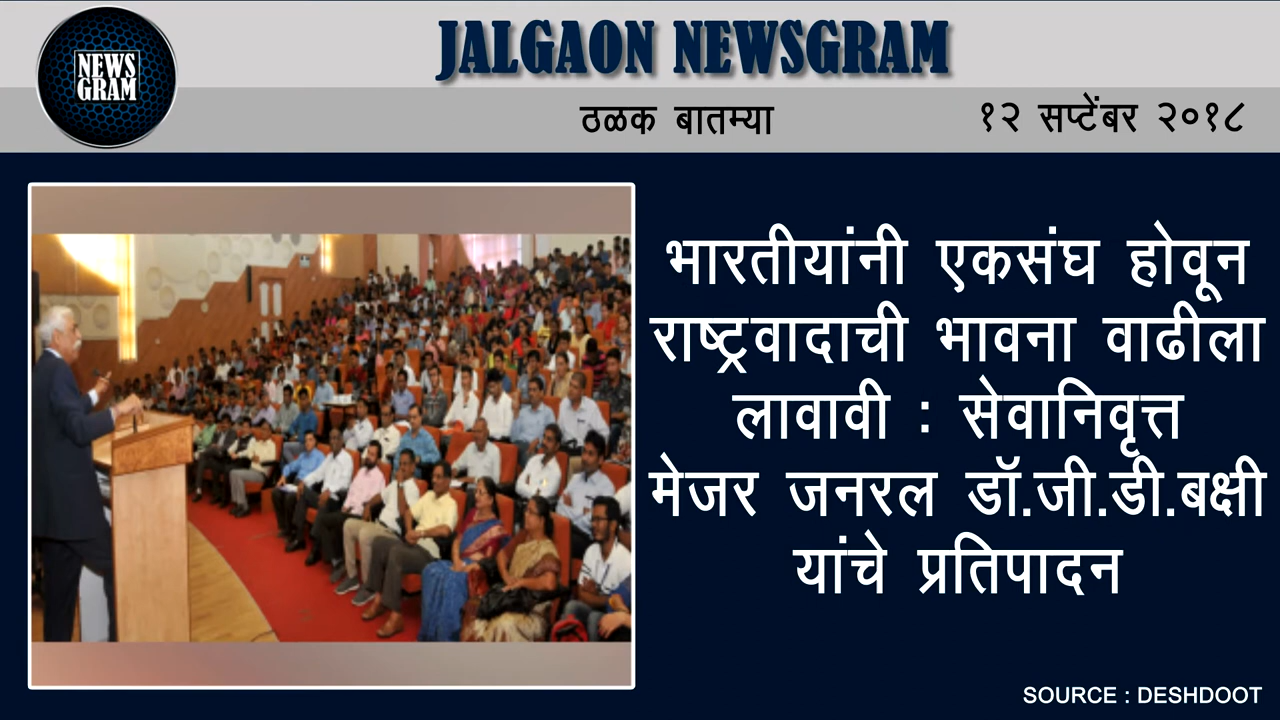 NEWS
GRAM
JALGAON NEWSGRAM
ठळक बातम्या
१२ सप्टेंबर २०१८
भारतीयांनी एकसंघ होवून
राष्ट्रवादाची भावना वाढीला
लावावी : सेवानिवृत्त
मेजर जनरल डॉ.जी.डी.बक्षी
यांचे प्रतिपादन
SOURCE : DESHDOOT